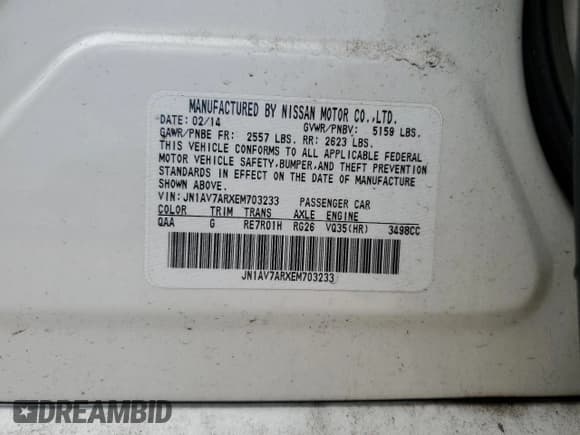 MANUFACTURED BY NISSAN MOTOR CO.,LTD.
DATE: 02/14 GVWR/PNBV: 5159 LBS.
GAWR/PNBE FR: 2557 LBS. RR: 2623 LBS.
THIS VEHICLE CONFORMS TO ALL APPLICABLE FEDERAL
MOTOR VEHICLE SAFETY,BUMPER,AND THEFT PREVENTION
STANDARDS IN EFFECT ON THE DATE OF MANUFACTURE
SHOWN ABOVE.
VIN: JN1AV7ARXEM703233 PASSENGER CAR
COLOR TRIM TRANS AXLE ENGINE
QAA G RE7R01H RG26 VQ35(HR) 3498CC
JN1AV7ARXEM703233
DREAMBID